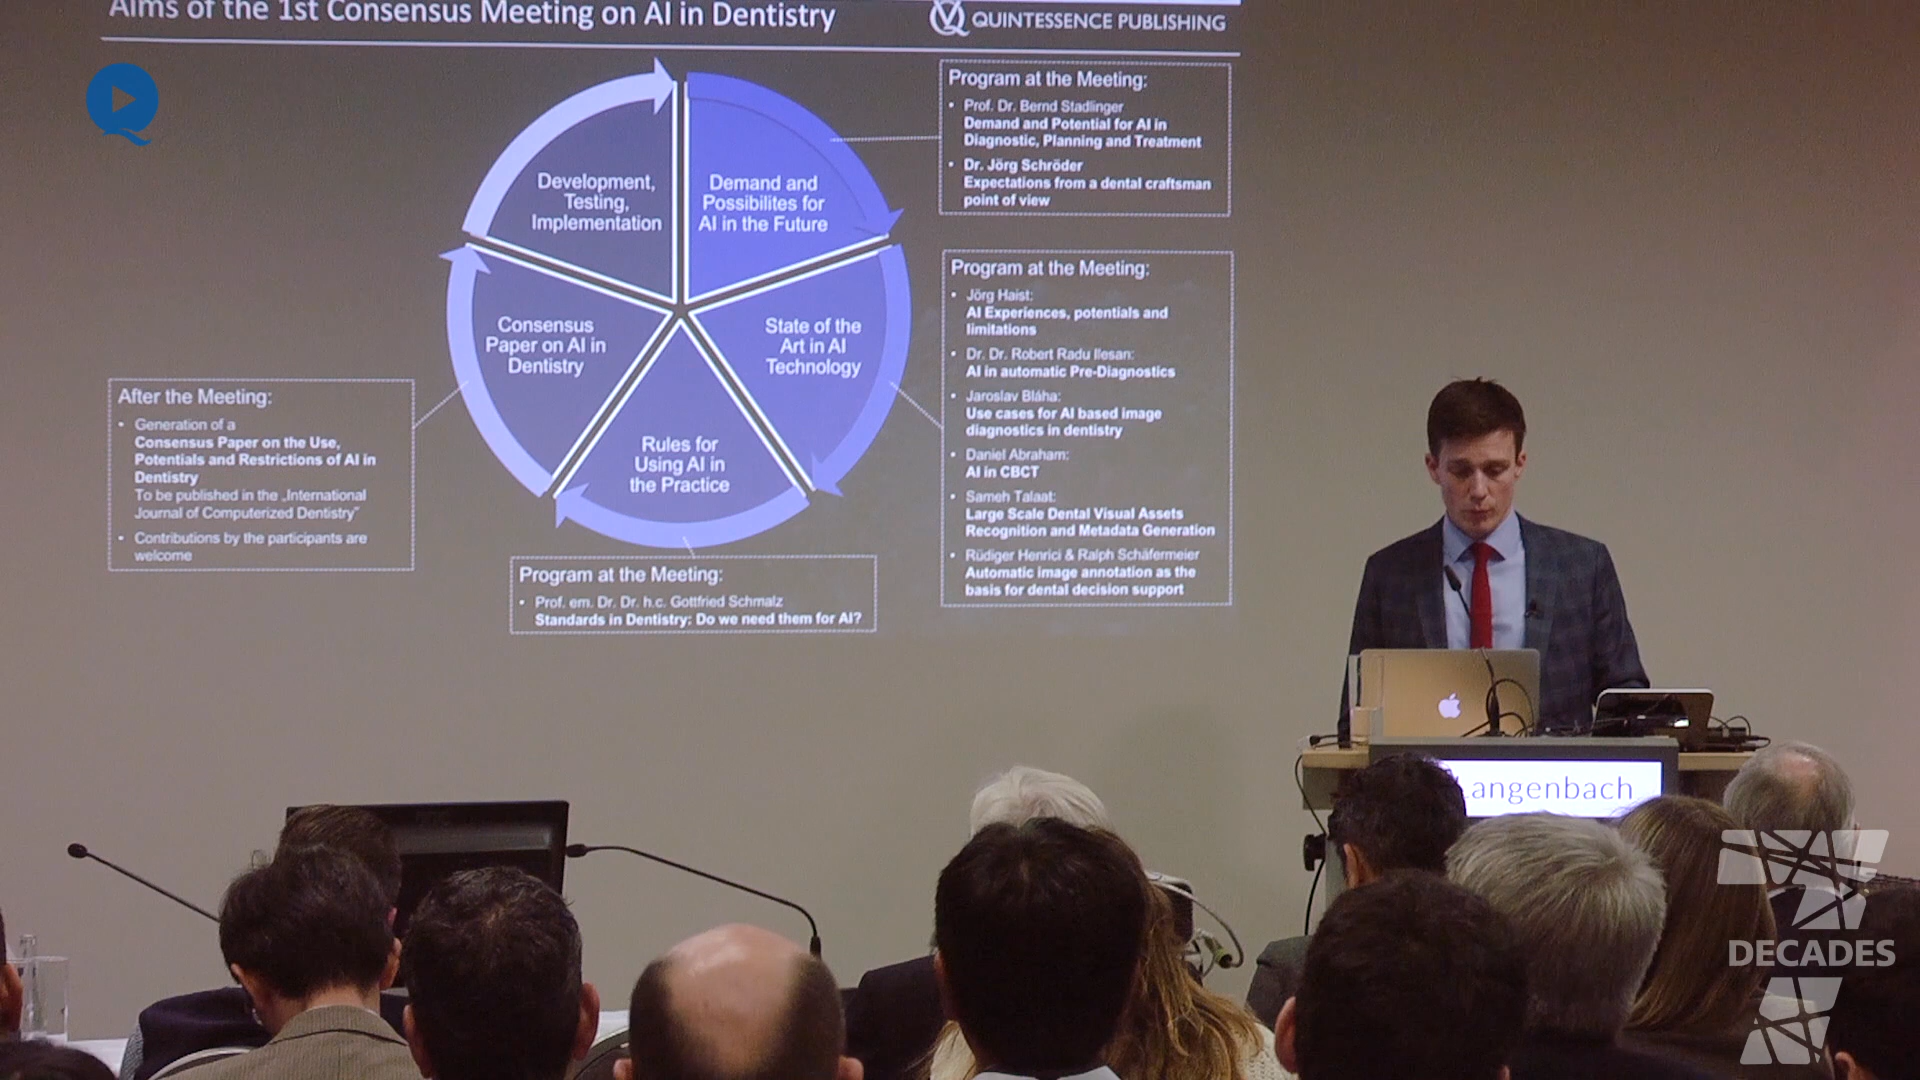 Aims of the 1st Consensus Meeting on AI in Dentistry
QUINTESSENCE PUBLISHING
Development,
Testing,
Implementation
Demand and
Possibilites for
AI in the Future
State of the
Art in AI
Technology
Rules for
Using AI in
the Practice
Consensus
Paper on AI in
Dentistry
Program at the Meeting:
• Prof. Dr. Bernd Stadlinger
Demand and Potential for AI in
Diagnostic, Planning and Treatment
• Dr. Jörg Schröder
Expectations from a dental craftsman
point of view
Program at the Meeting:
• Jörg Haist:
AI Experiences, potentials and
limitations
• Dr. Dr. Robert Radu Ilesan:
AI in automatic Pre-Diagnostics
• Jaroslav Bláha:
Use cases for AI based image
diagnostics in dentistry
• Daniel Abraham:
AI in CBCT
• Sameh Talaat:
Large Scale Dental Visual Assets
Recognition and Metadata Generation
• Rüdiger Henrici & Ralph Schäfermeier
Automatic image annotation as the
basis for dental decision support
Program at the Meeting:
• Prof. em. Dr. Dr. h.c. Gottfried Schmalz
Standards in Dentistry: Do we need them for AI?
After the Meeting:
• Generation of a
Consensus Paper on the Use,
Potentials and Restrictions of AI in
Dentistry
To be published in the „International
Journal of Computerized Dentistry"
• Contributions by the participants are
welcome
Langenbach
DECADES